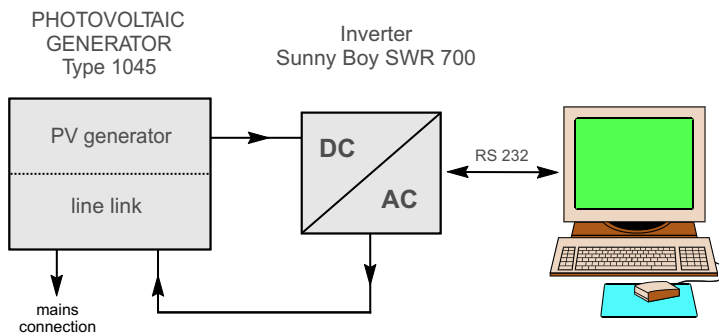 PHOTOVOLTAIC
GENERATOR
Type 1045
Inverter
Sunny Boy SWR 700
PV generator
line link
DC
AC
RS 232
mains
connection